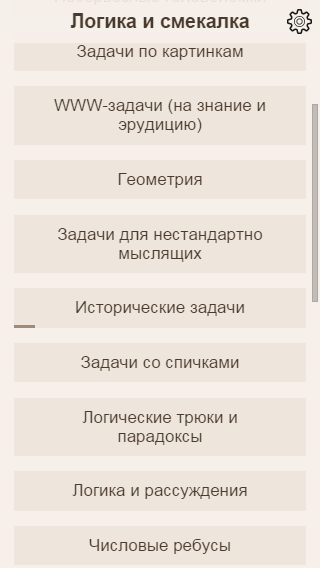 Логика и смекалка
Задачи по картинкам
WWW-задачи (на знание и
эрудицию)
Геометрия
Задачи для нестандартно
мыслящих
Исторические задачи
Задачи со спичками
Логические трюки и
парадоксы
Логика и рассуждения
Числовые ребусы